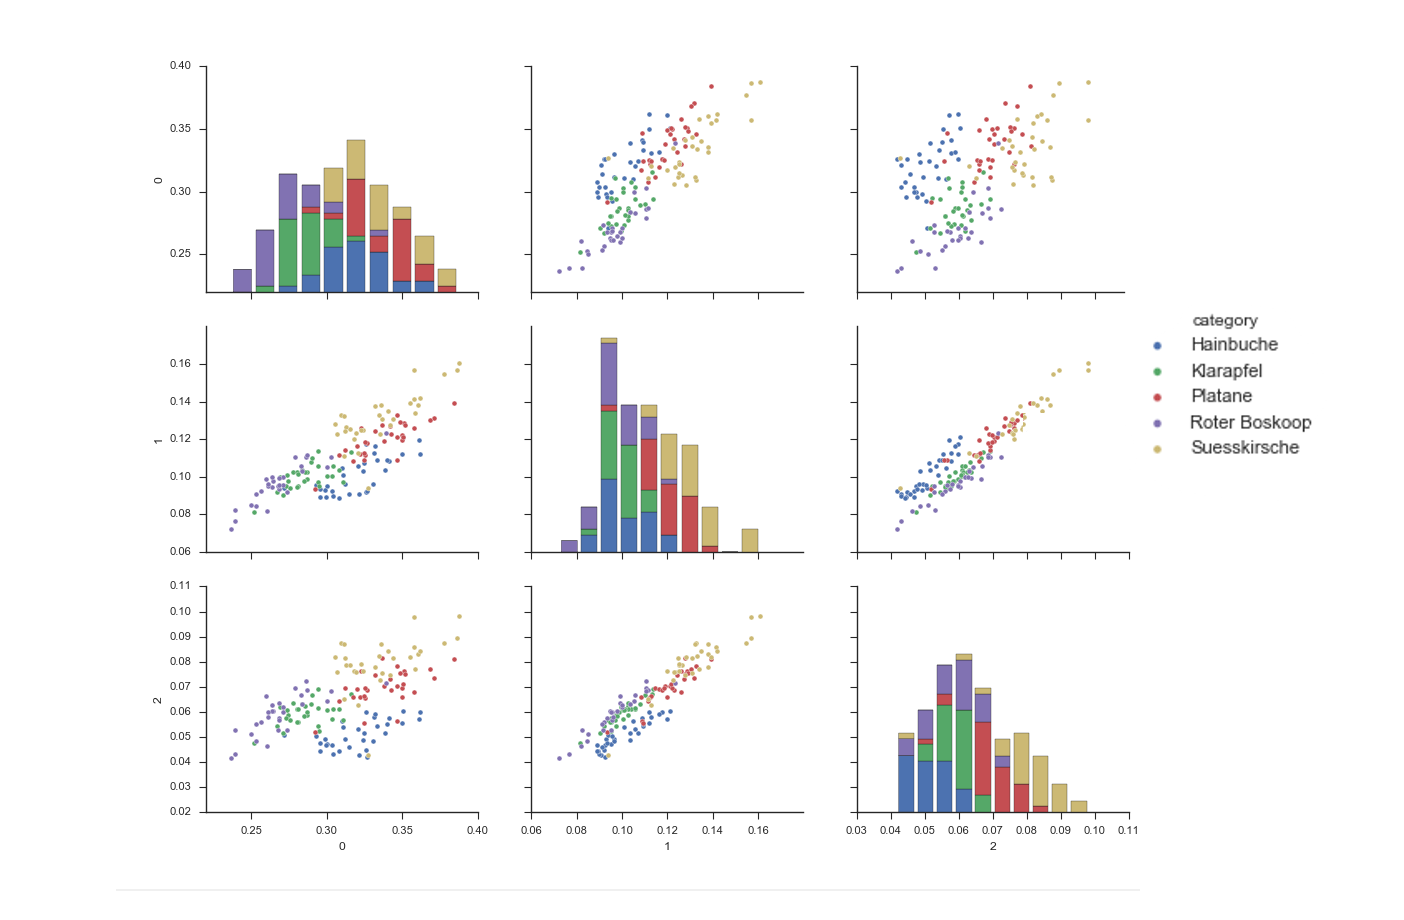 0.40
0.35
0.30
0.25
0
0.16
0.14
0.12
0.10
0.08
0.06
1
0.11
0.10
0.09
0.08
0.07
0.06
0.05
0.04
0.03
0.02
2
0.25 0.30 0.35 0.40
0
0.06 0.08 0.10 0.12 0.14 0.16
1
0.03 0.04 0.05 0.06 0.07 0.08 0.09 0.10 0.11
2
category
Hainbuche
Klarapfel
Platane
Roter Boskoop
Suesskirsche